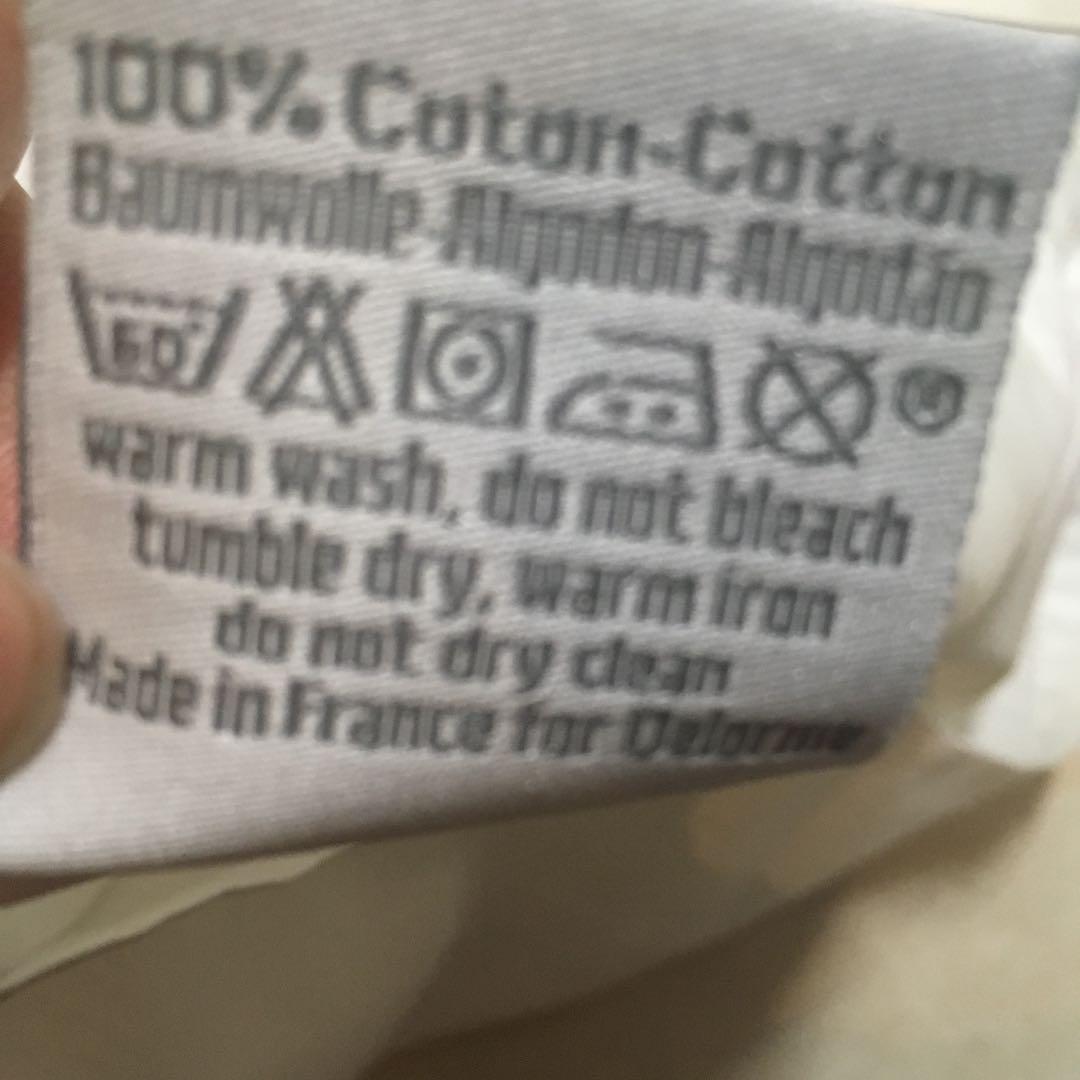 100% Coton-Cotton
Baumwolle-Algodon-Algodão
60°
®
warm wash, do not bleach
tumble dry, warm iron
do not dry clean
Made in France for Delorme